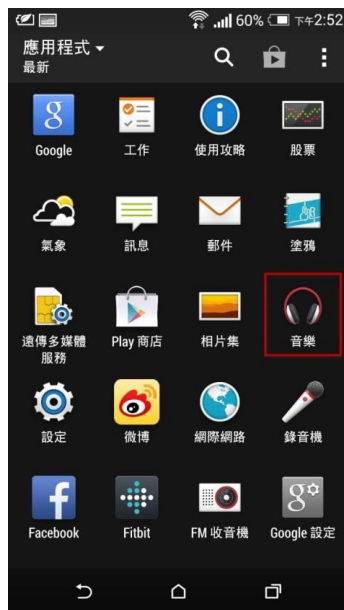 60% 下午2:52
應用程式
最新
Google 工作 使用攻略 股票
氣象 訊息 郵件 塗鴉
遠傳多媒體服務 Play 商店 相片集 音樂
設定 微博 網際網路 錄音機
Facebook Fitbit FM 收音機 Google 設定